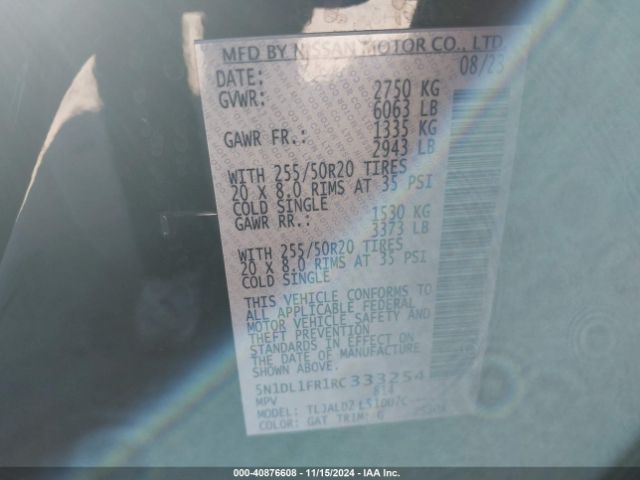 MFD BY NISSAN MOTOR CO., LTD.
DATE: 08/23
GVWR: 2750 KG
6063 LB
GAWR FR.: 1335 KG
2943 LB
WITH 255/50R20 TIRES
20 X 8.0 RIMS AT 35 PSI
COLD SINGLE
GAWR RR.: 1530 KG
3373 LB
WITH 255/50R20 TIRES
20 X 8.0 RIMS AT 35 PSI
COLD SINGLE
THIS VEHICLE CONFORMS TO
ALL APPLICABLE FEDERAL
MOTOR VEHICLE SAFETY AND
THEFT PREVENTION
STANDARDS IN EFFECT ON
THE DATE OF MANUFACTURE
SHOWN ABOVE.
5N1DL1FR1RC333254
MPV
MODEL:
COLOR: GAT TRIM: G
000-40876608 - 11/15/2024 - IAA Inc.